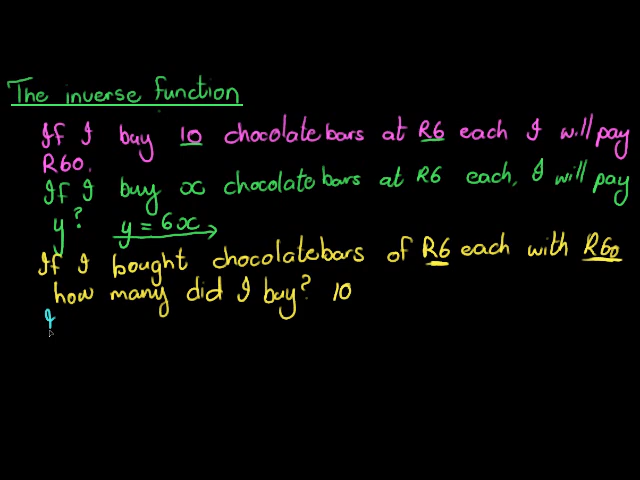 The inverse function
If I buy 10 chocolate bars at R6 each I will pay
R60.
If I buy x chocolate bars at R6 each, I will pay
y? y = 6x
If I bought chocolate bars of R6 each with R60
how many did I buy? 10
I